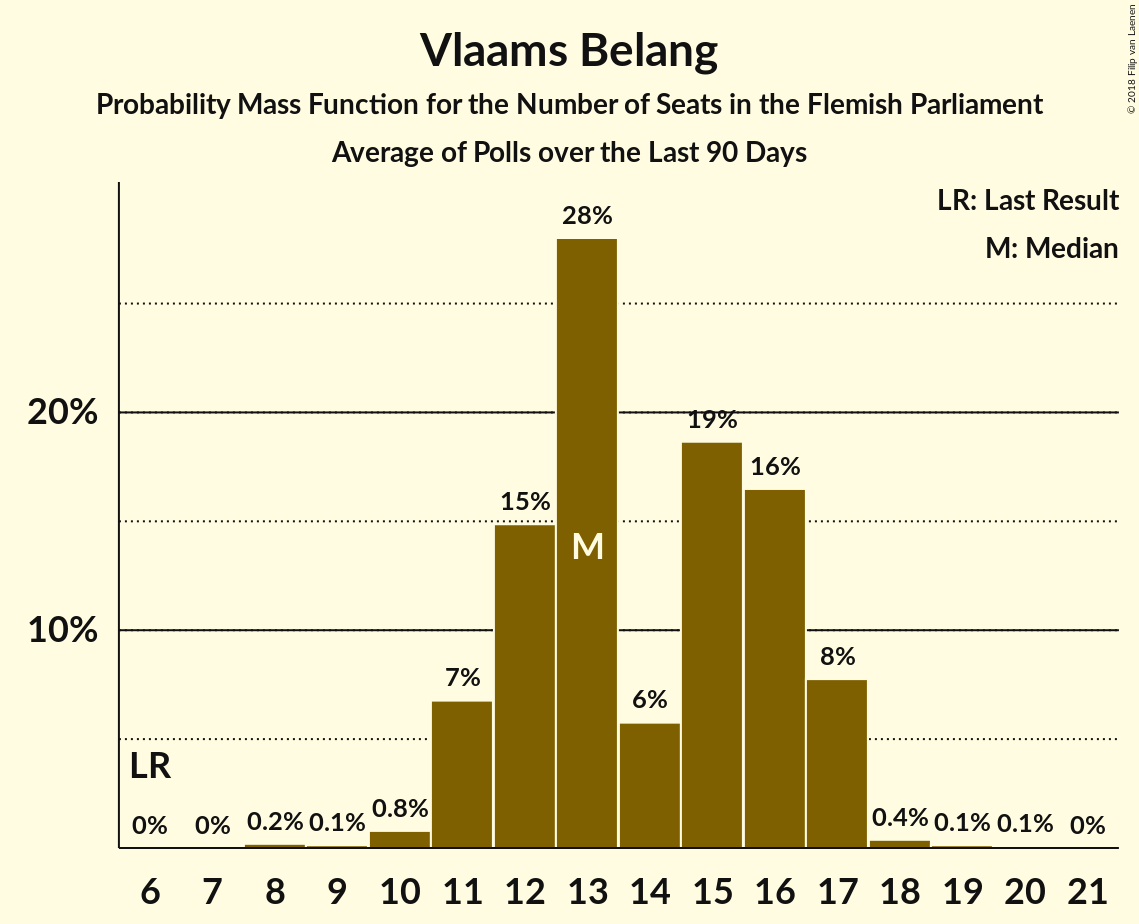 Vlaams Belang
Probability Mass Function for the Number of Seats in the Flemish Parliament
Average of Polls over the Last 90 Days
© 2018 Filip van Laenen
LR: Last Result
M: Median
28%
20%
19%
16%
15%
M
10%
8%
7%
6%
LR
0% 0% 0.2% 0.1% 0.8% 0.4% 0.1% 0.1% 0%
6 7 8 9 10 11 12 13 14 15 16 17 18 19 20 21